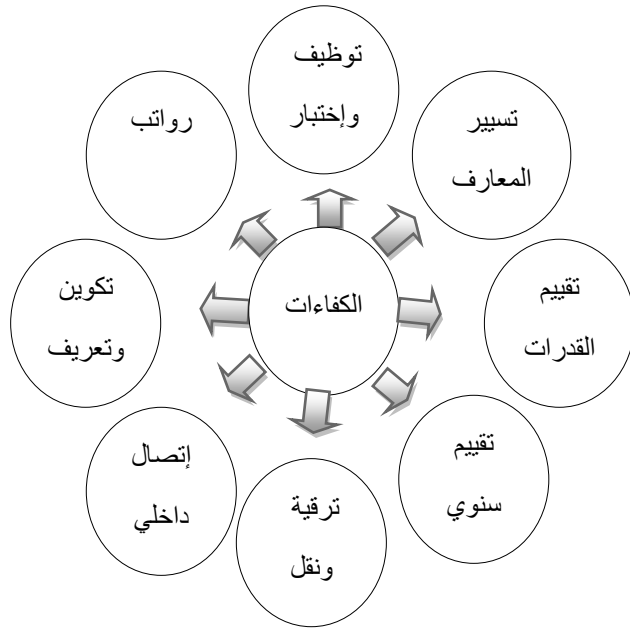 توظيف
وإختبار
تسيير
المعارف
رواتب
تقييم
القدرات
الكفاءات
تكوين
وتعريف
تقييم
سنوي
إتصال
داخلي
ترقية
ونقل